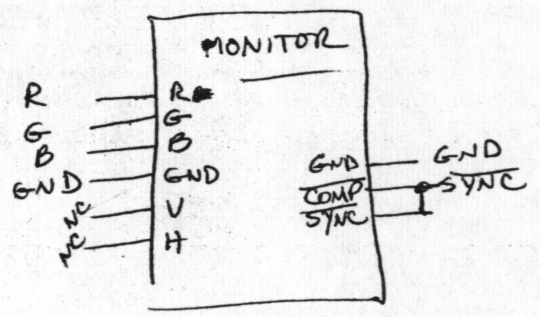 MONITOR
R R
G G
B B
GND GND
NC V
NC H
GND GND
COMP SYNC
SYNC